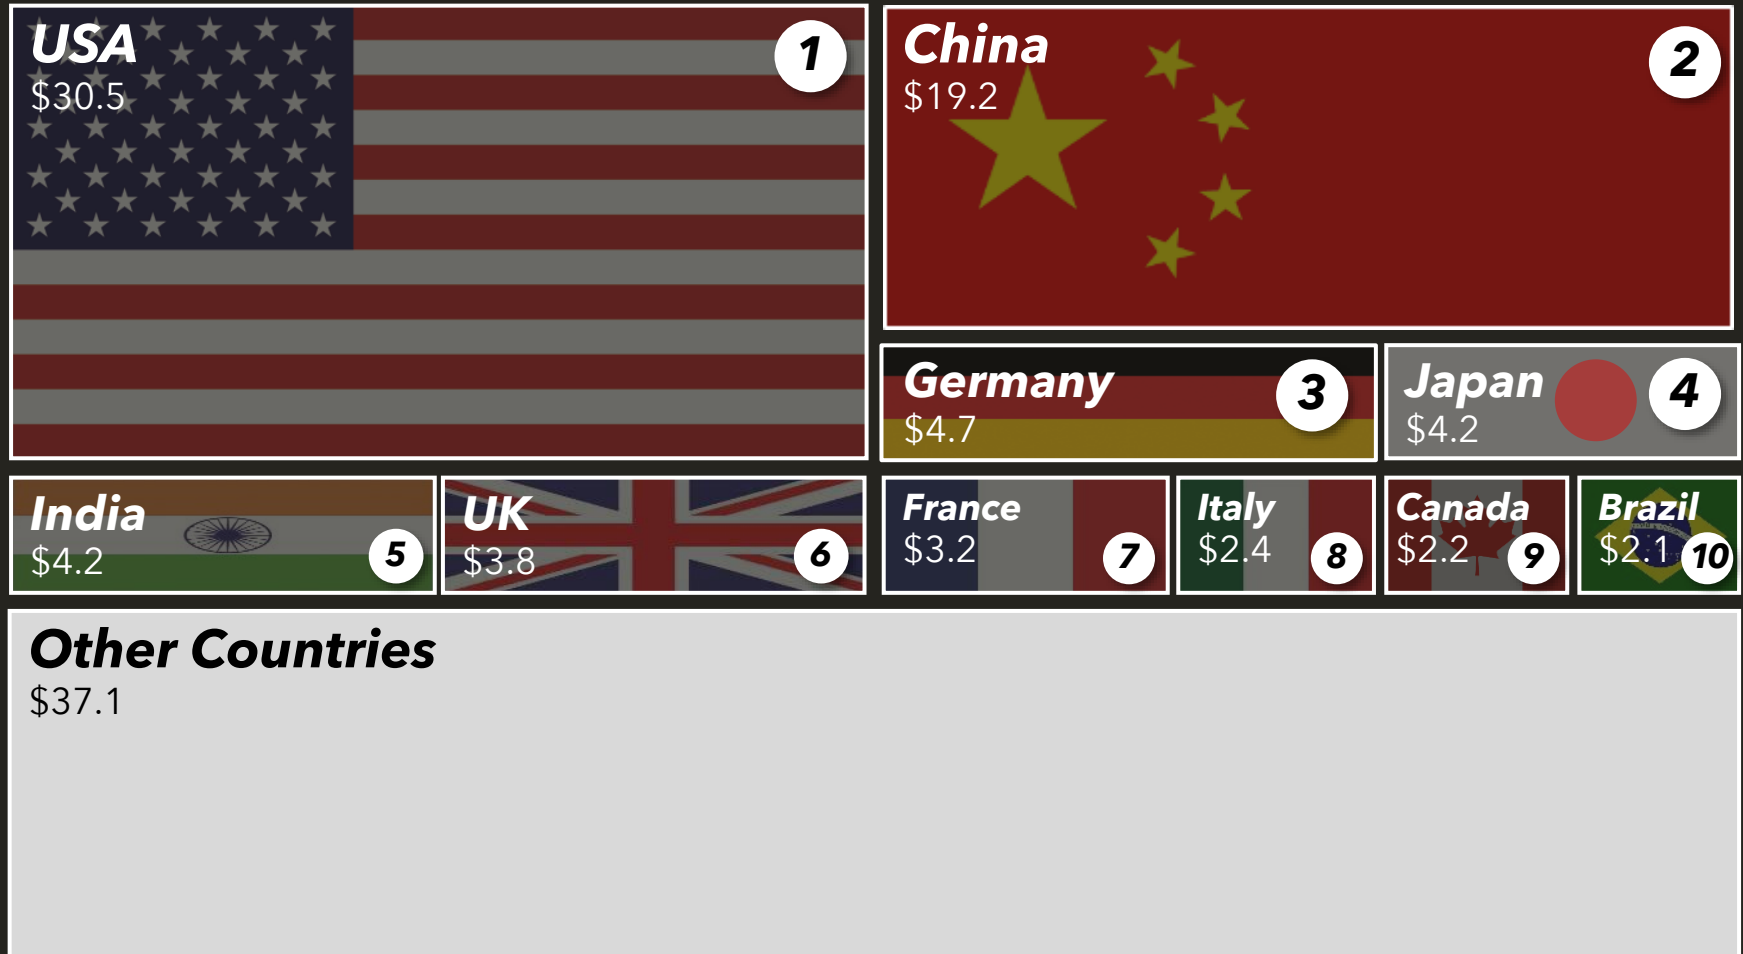 USA
$30.5
1
China
$19.2
2
Germany
$4.7
3
Japan
$4.2
4
India
$4.2
5
UK
$3.8
6
France
$3.2
7
Italy
$2.4
8
Canada
$2.2
9
Brazil
$2.1
10
Other Countries
$37.1